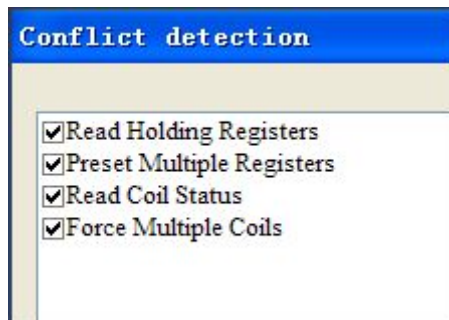 Conflict detection
Read Holding Registers
Preset Multiple Registers
Read Coil Status
Force Multiple Coils